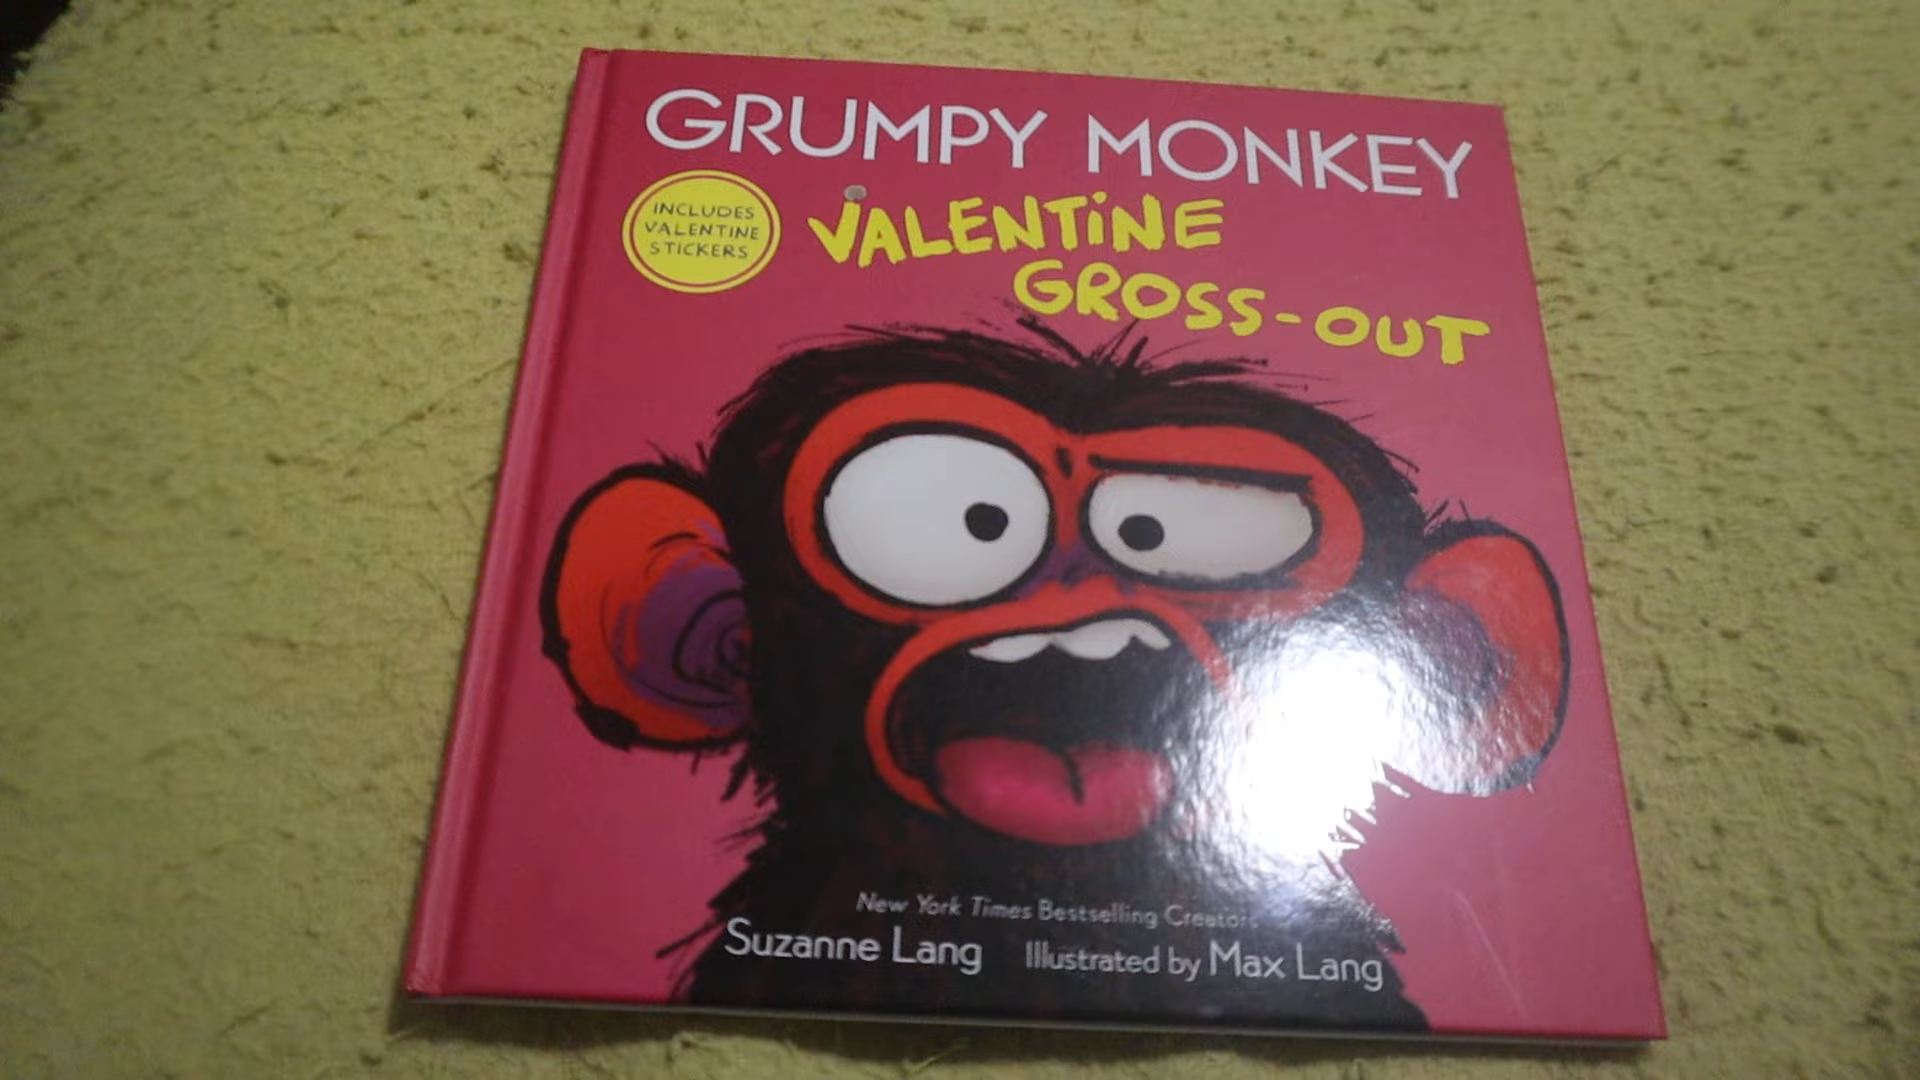 GRUMPY MONKEY
INCLUDES
VALENTINE
STICKERS
VALENTINE
GROSS-OUT
New York Times Bestselling Creators
Suzanne Lang Illustrated by Max Lang